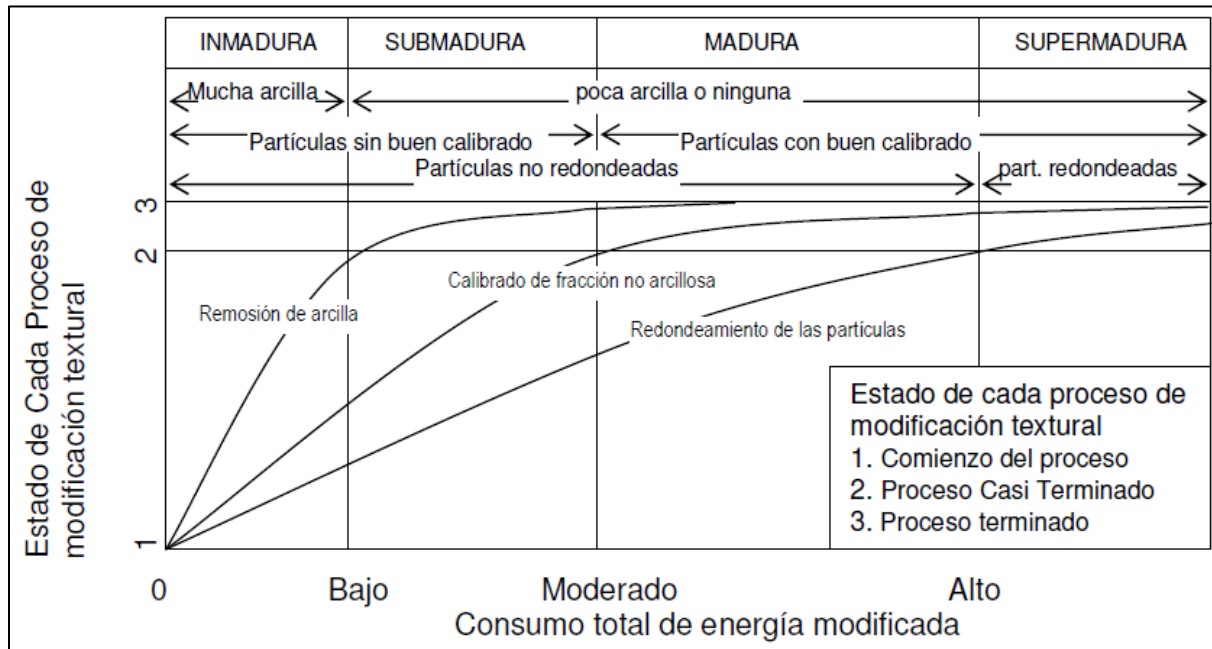 INMADURA
SUBMADURA
MADURA
SUPERMADURA
Mucha arcilla
poca arcilla o ninguna
Partículas sin buen calibrado
Partículas con buen calibrado
Partículas no redondeadas
part. redondeadas
Estado de Cada Proceso de
modificación textural
3
2
1
Remosión de arcilla
Calibrado de fracción no arcillosa
Redondeamiento de las partículas
Estado de cada proceso de
modificación textural
1. Comienzo del proceso
2. Proceso Casi Terminado
3. Proceso terminado
0
Bajo
Moderado
Alto
Consumo total de energía modificada